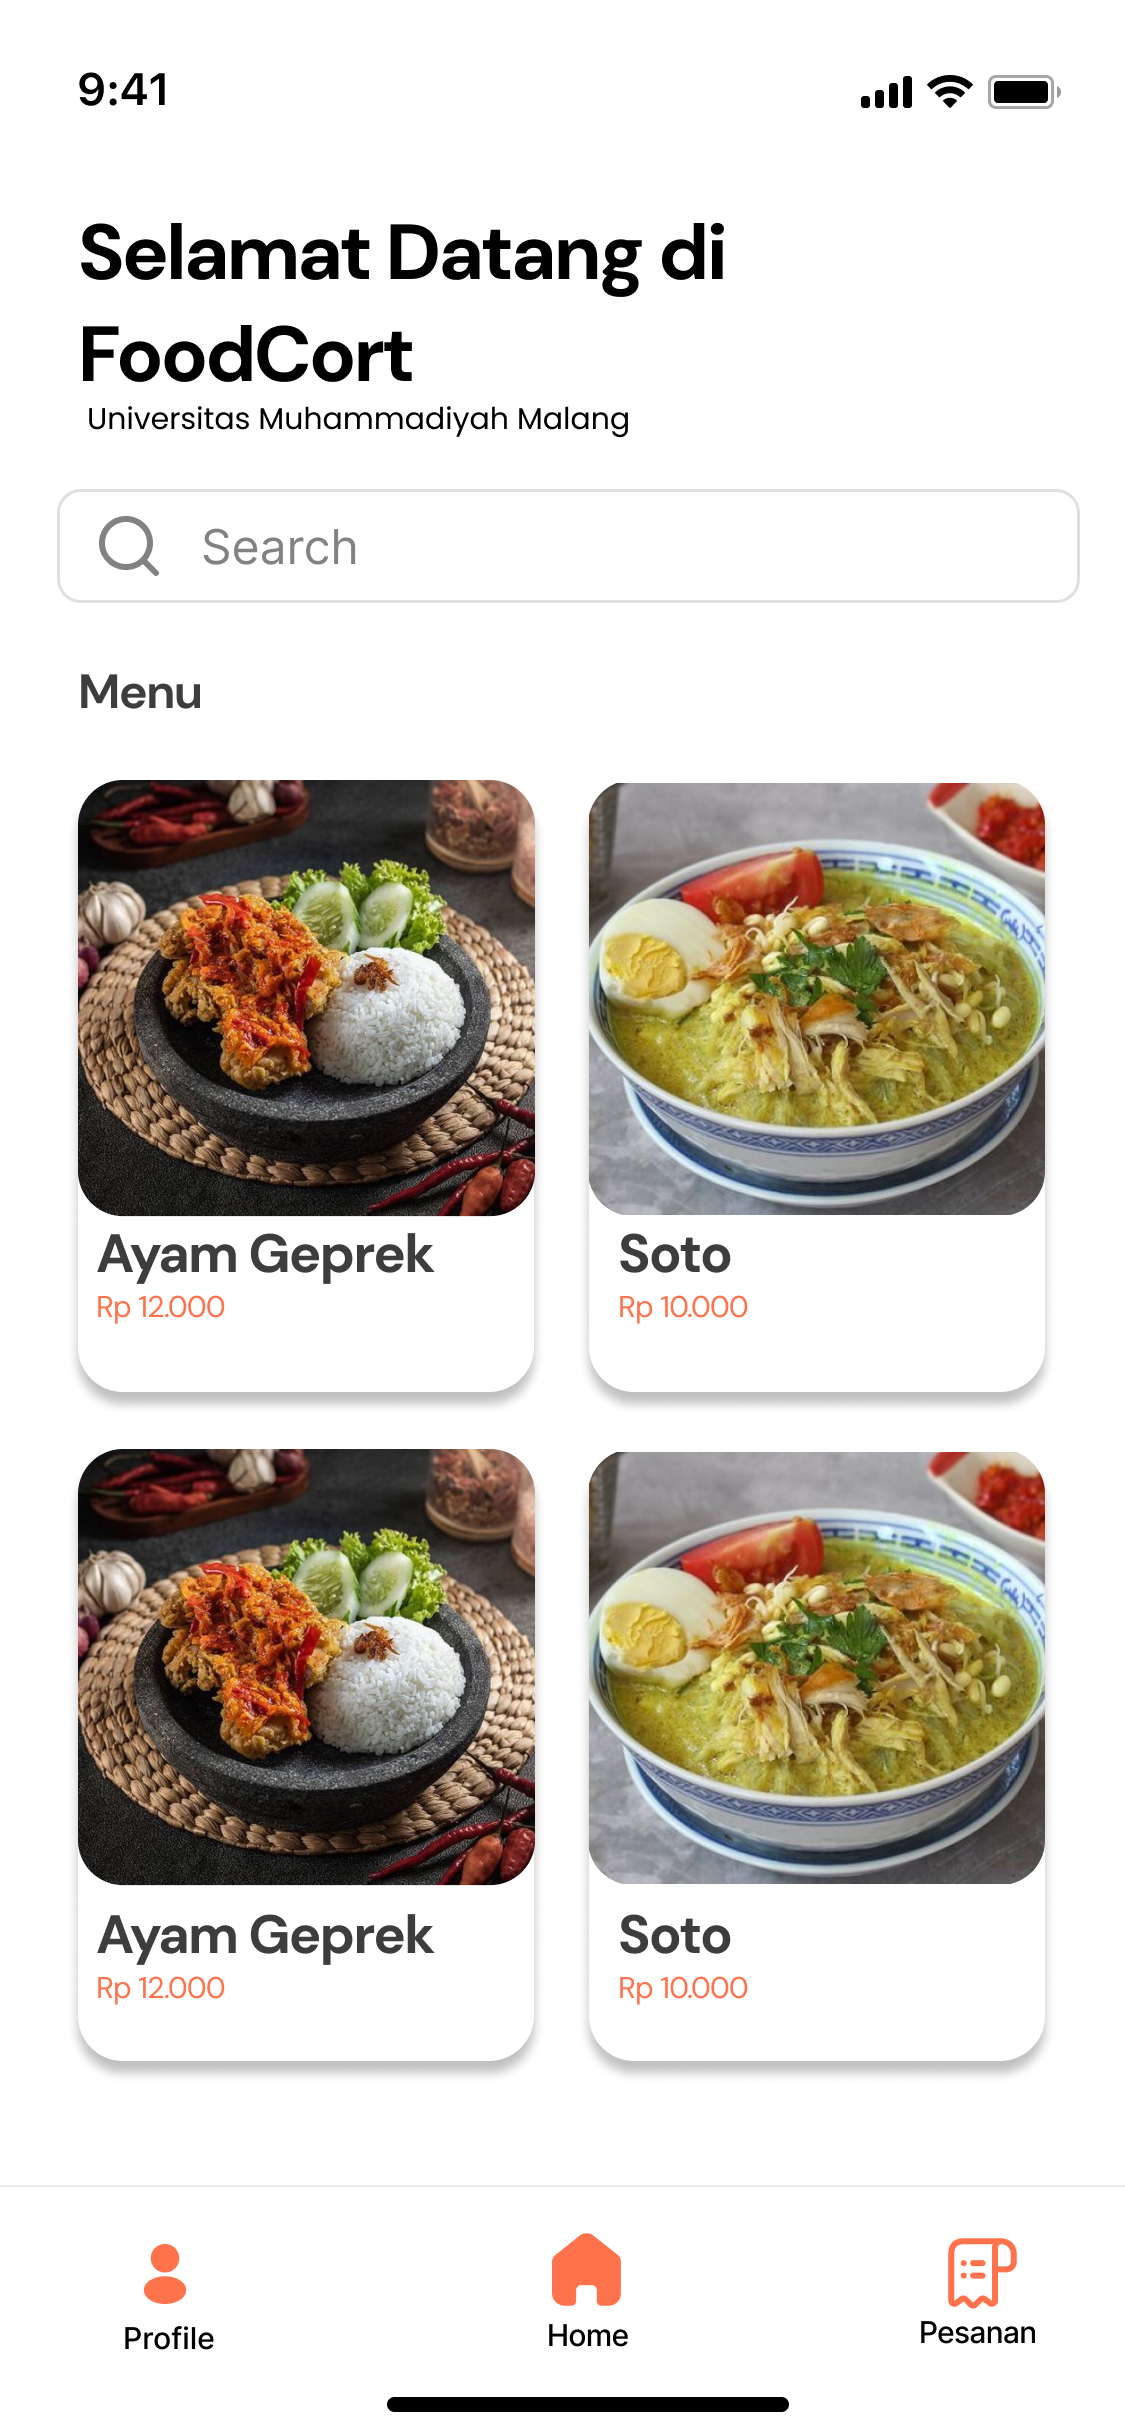 9:41
Selamat Datang di
FoodCort
Universitas Muhammadiyah Malang
Search
Menu
Ayam Geprek
Rp 12.000
Soto
Rp 10.000
Ayam Geprek
Rp 12.000
Soto
Rp 10.000
Profile
Home
Pesanan